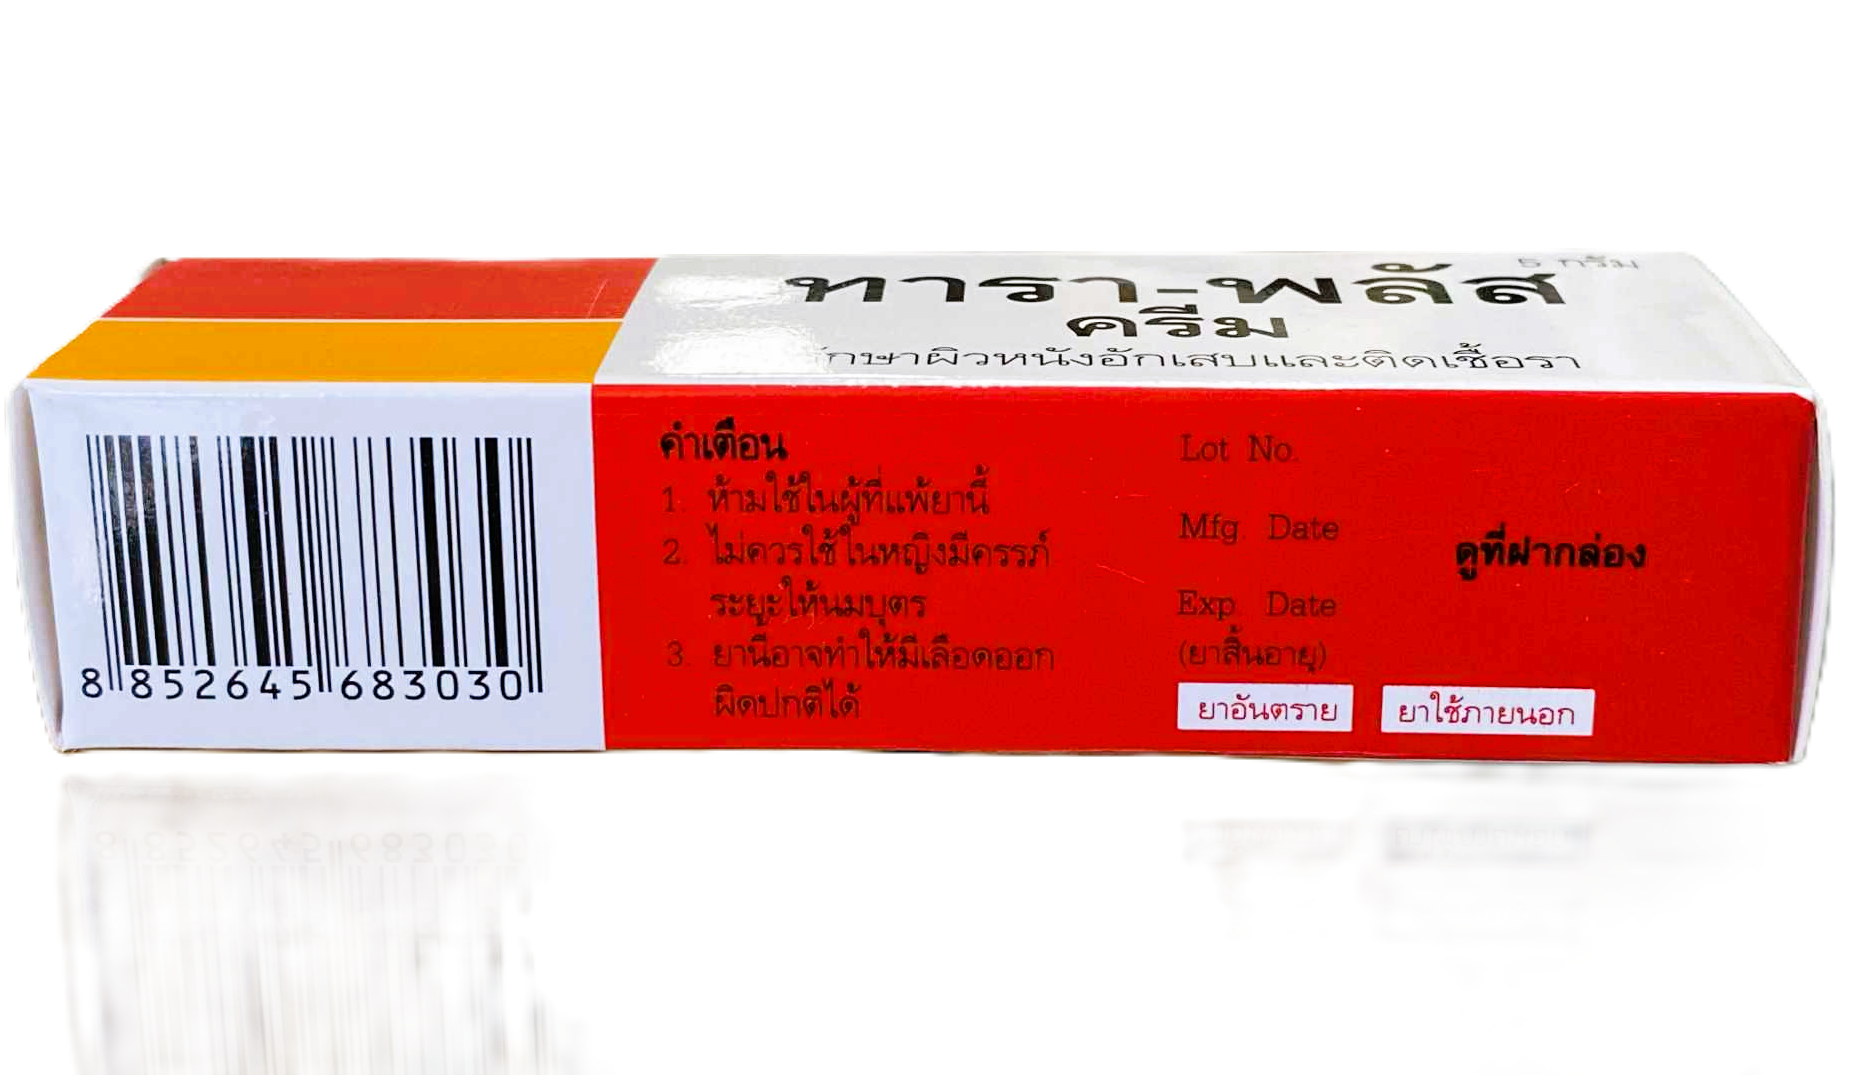 5 กรัม
ทารา-พลัส
ครีม
รักษาผิวหนังอักเสบและติดเชื้อรา
คำเตือน
1. ห้ามใช้ในผู้ที่แพ้ยานี้
2. ไม่ควรใช้ในหญิงมีครรภ์
ระยะให้นมบุตร
3. ยานี้อาจทำให้มีเลือดออก
ผิดปกติได้
Lot No.
Mfg. Date
Exp. Date
(ยาสิ้นอายุ)
ดูที่ฝากล่อง
ยาอันตราย
ยาใช้ภายนอก
8 852645 683030